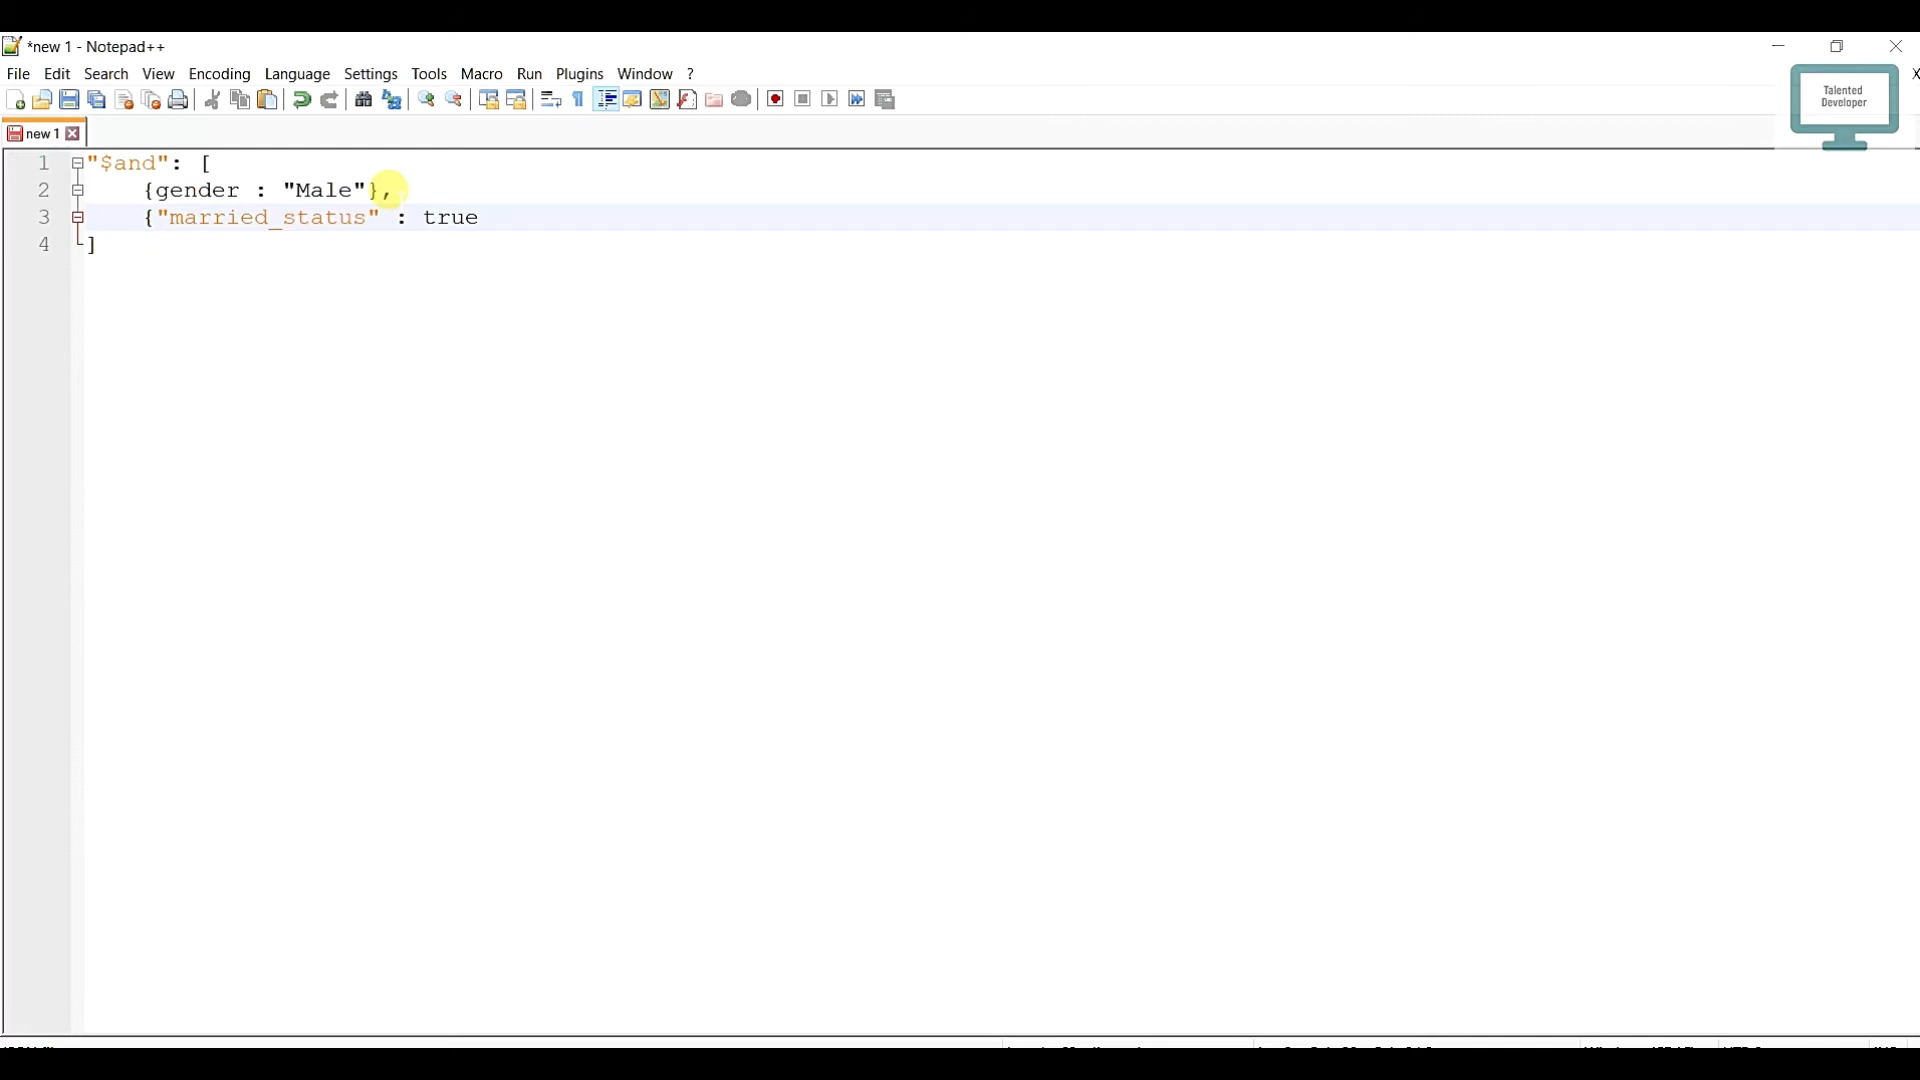 *new 1 - Notepad++
File Edit Search View Encoding Language Settings Tools Macro Run Plugins Window ?
X
Talented
Developer
new 1
1 "$and": [
2 {gender : "Male"},
3 {"married_status" : true
4 ]